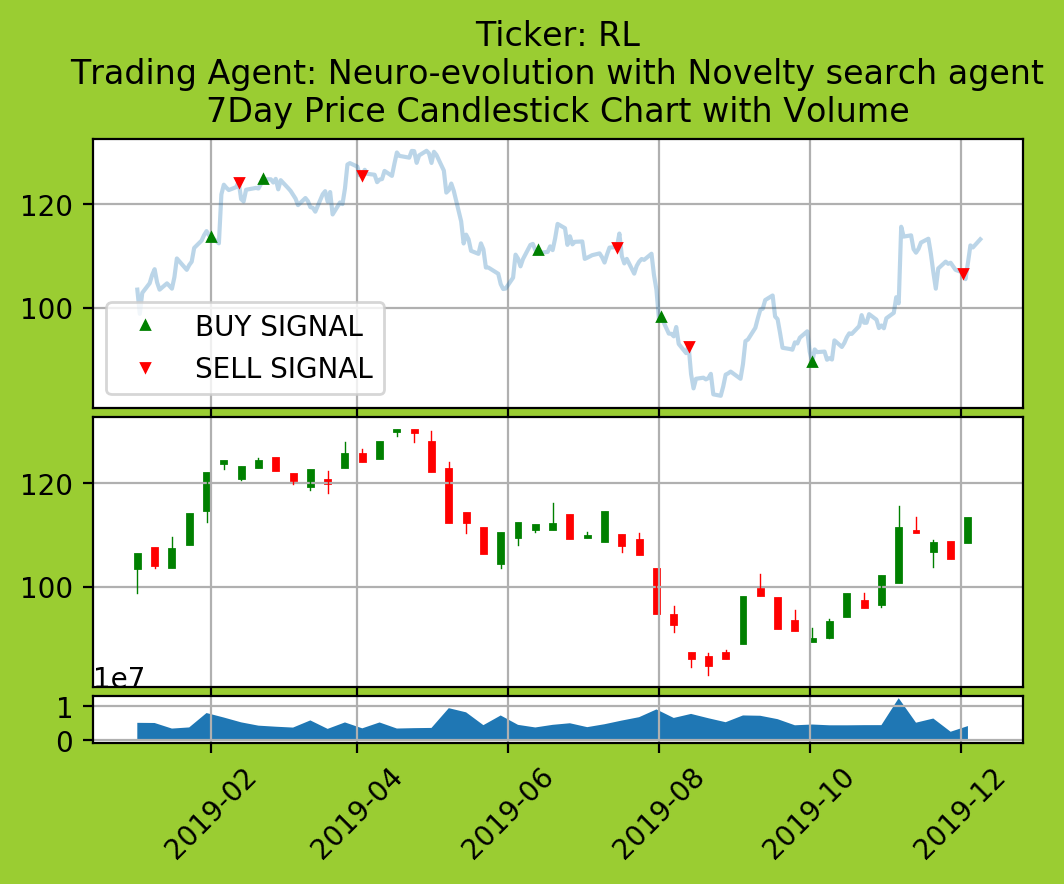 Ticker: RL
Trading Agent: Neuro-evolution with Novelty search agent
7Day Price Candlestick Chart with Volume
120
100
BUY SIGNAL
SELL SIGNAL
120
100
1e7
1
0
2019-02
2019-04
2019-06
2019-08
2019-10
2019-12